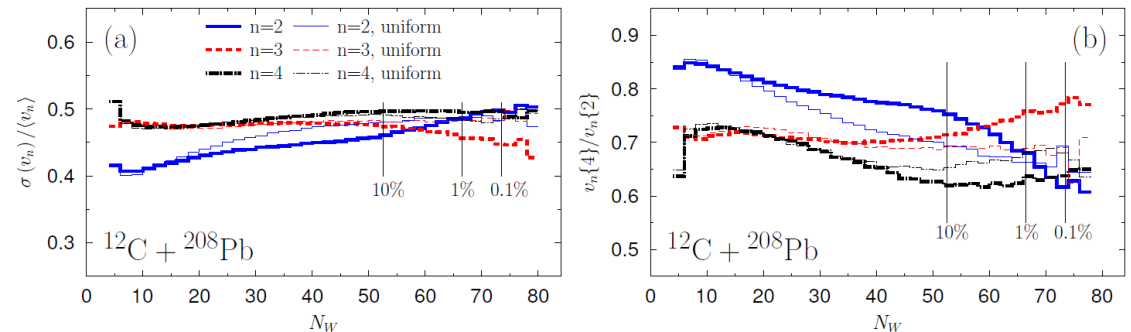 (a)
n=2 n=2, uniform
n=3 n=3, uniform
n=4 n=4, uniform
0.6
0.5
0.4
0.3
σ (vₙ) / ⟨vₙ⟩
10% 1% 0.1%
¹²C + ²⁰⁸Pb
0 10 20 30 40 50 60 70 80
N_W
(b)
0.9
0.8
0.7
0.6
0.5
vₙ{4}/vₙ{2}
10% 1% 0.1%
¹²C + ²⁰⁸Pb
0 10 20 30 40 50 60 70 80
N_W